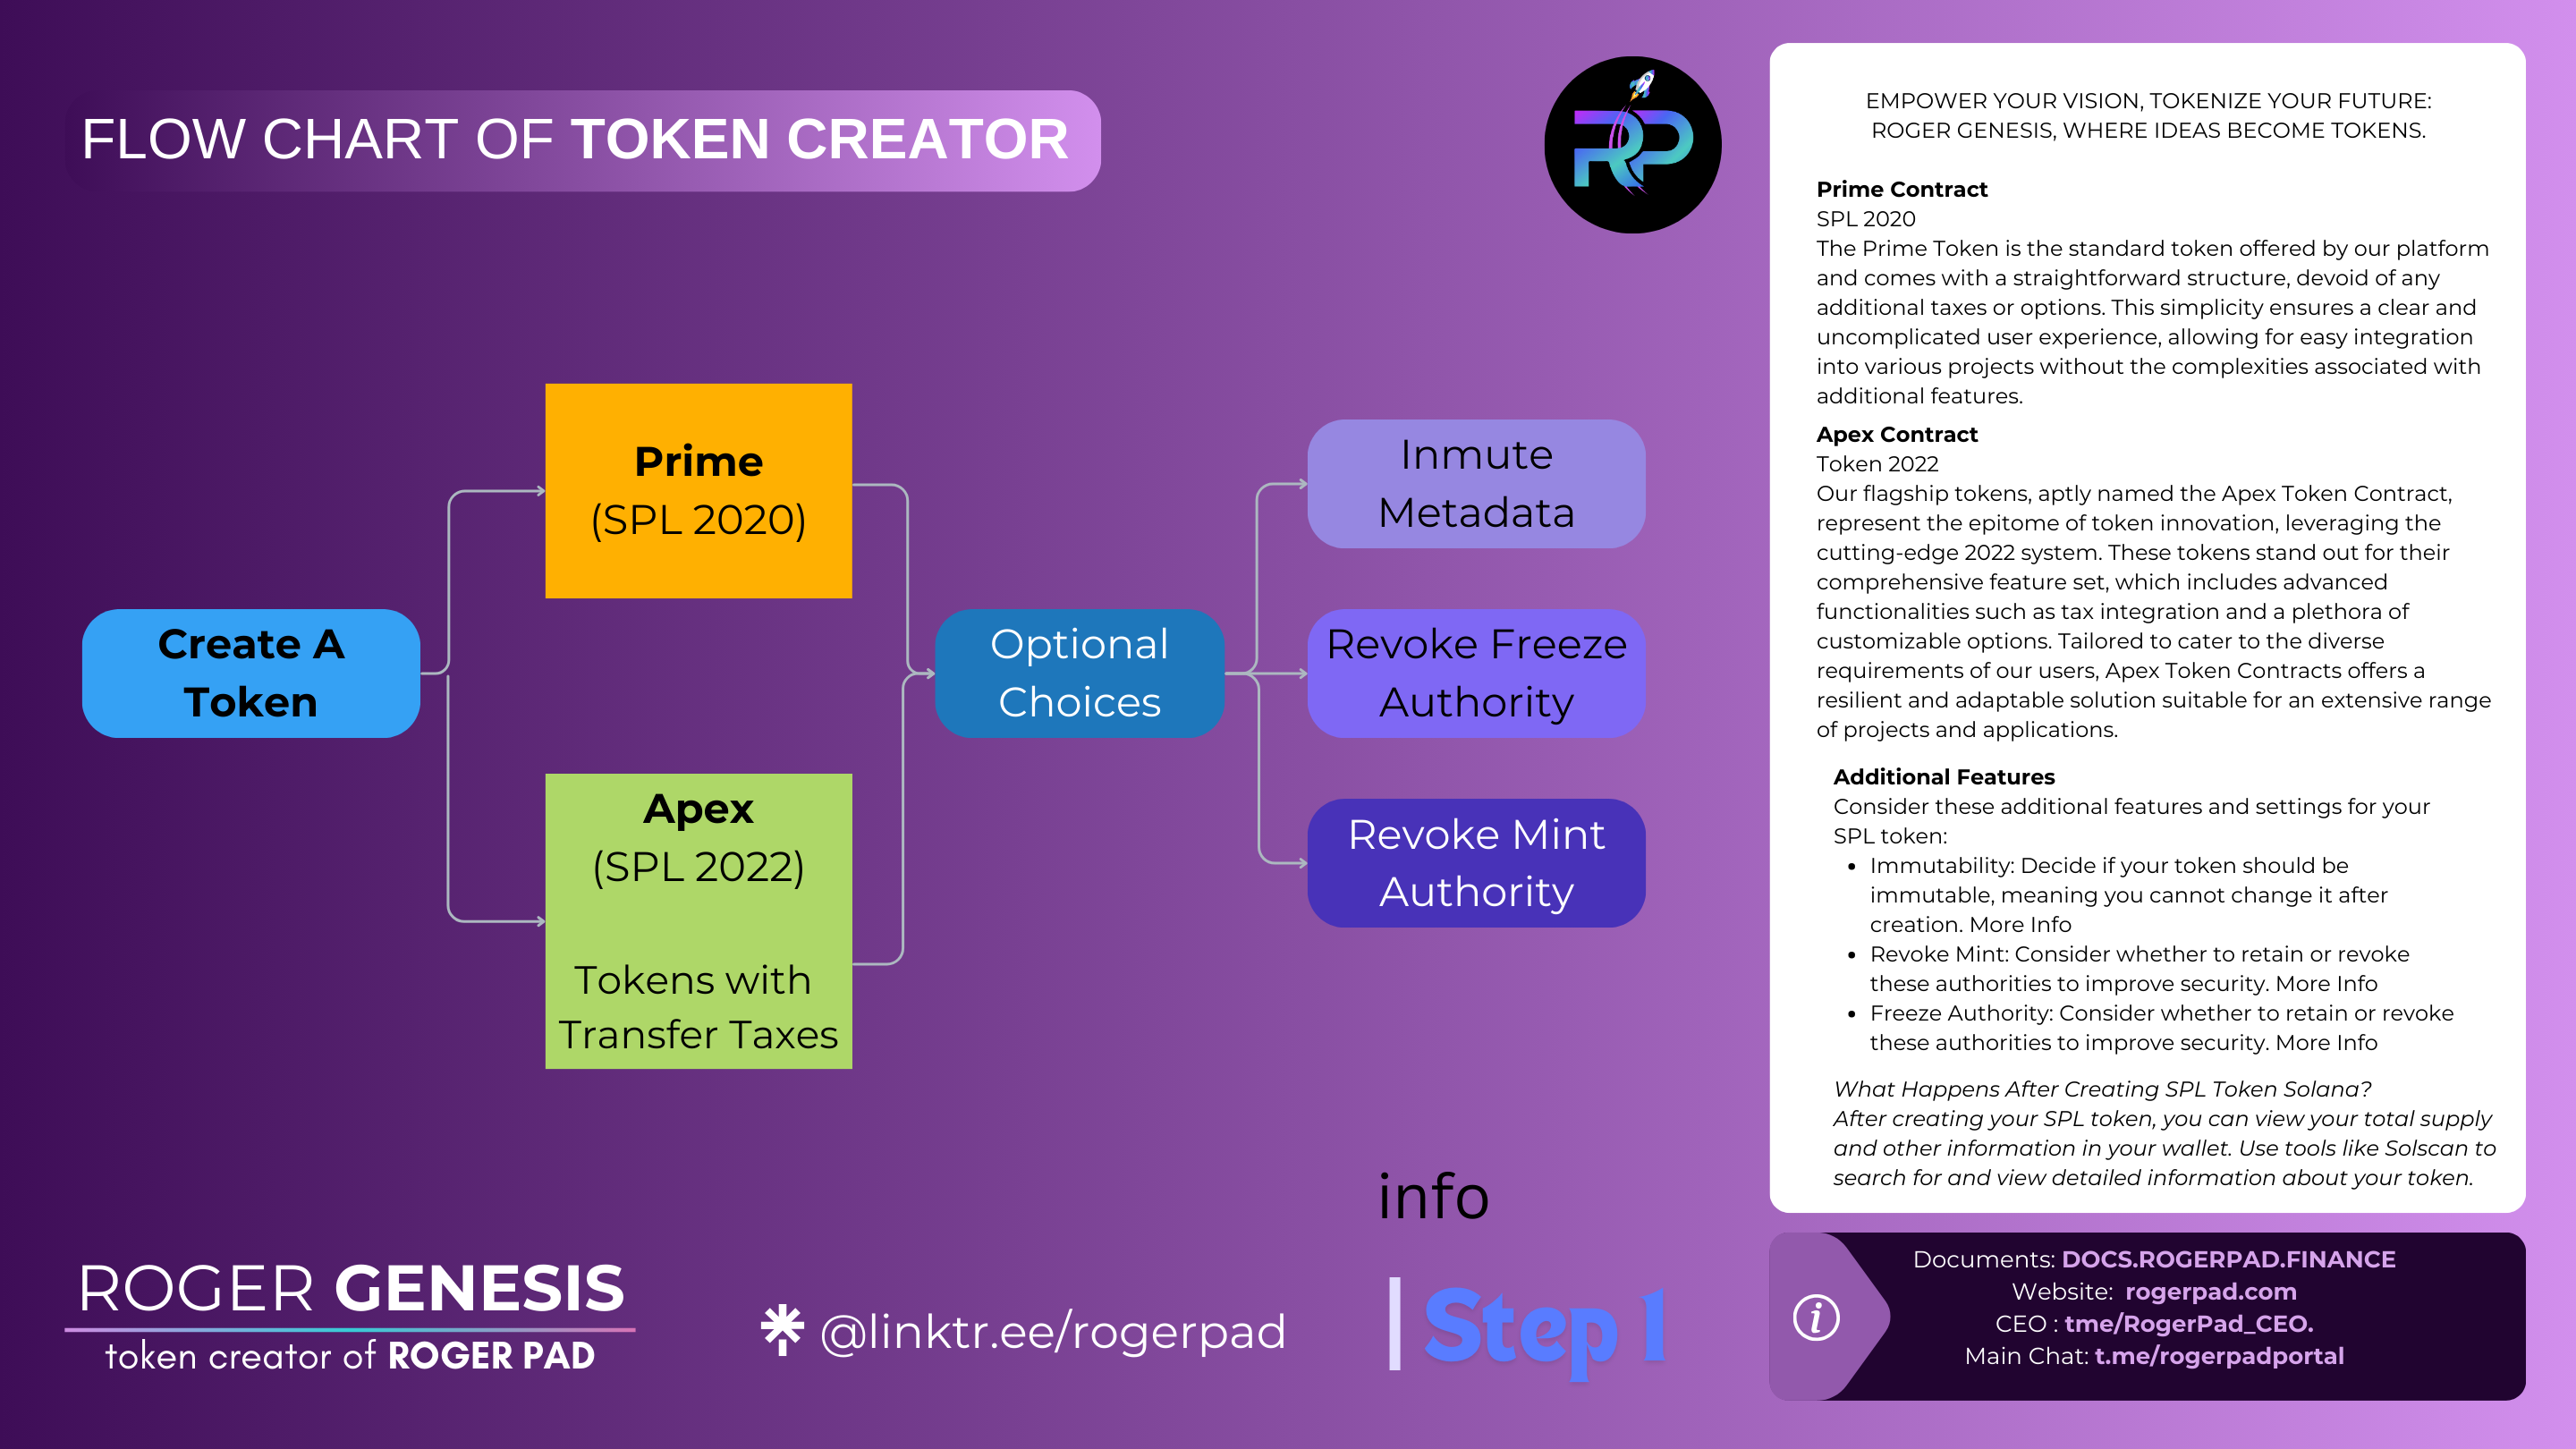 FLOW CHART OF TOKEN CREATOR
RP
Create A
Token
Prime
(SPL 2020)
Apex
(SPL 2022)
Tokens with
Transfer Taxes
Optional
Choices
Inmute
Metadata
Revoke Freeze
Authority
Revoke Mint
Authority
EMPOWER YOUR VISION, TOKENIZE YOUR FUTURE:
ROGER GENESIS, WHERE IDEAS BECOME TOKENS.
Prime Contract
SPL 2020
The Prime Token is the standard token offered by our platform
and comes with a straightforward structure, devoid of any
additional taxes or options. This simplicity ensures a clear and
uncomplicated user experience, allowing for easy integration
into various projects without the complexities associated with
additional features.
Apex Contract
Token 2022
Our flagship tokens, aptly named the Apex Token Contract,
represent the epitome of token innovation, leveraging the
cutting-edge 2022 system. These tokens stand out for their
comprehensive feature set, which includes advanced
functionalities such as tax integration and a plethora of
customizable options. Tailored to cater to the diverse
requirements of our users, Apex Token Contracts offers a
resilient and adaptable solution suitable for an extensive range
of projects and applications.
Additional Features
Consider these additional features and settings for your
SPL token:
• Immutability: Decide if your token should be
immutable, meaning you cannot change it after
creation. More Info
• Revoke Mint: Consider whether to retain or revoke
these authorities to improve security. More Info
• Freeze Authority: Consider whether to retain or revoke
these authorities to improve security. More Info
What Happens After Creating SPL Token Solana?
After creating your SPL token, you can view your total supply
and other information in your wallet. Use tools like Solscan to
search for and view detailed information about your token.
ROGER GENESIS
token creator of ROGER PAD
@linktr.ee/rogerpad
info
Step 1
i
Documents: DOCS.ROGERPAD.FINANCE
Website: rogerpad.com
CEO : tme/RogerPad_CEO.
Main Chat: t.me/rogerpadportal